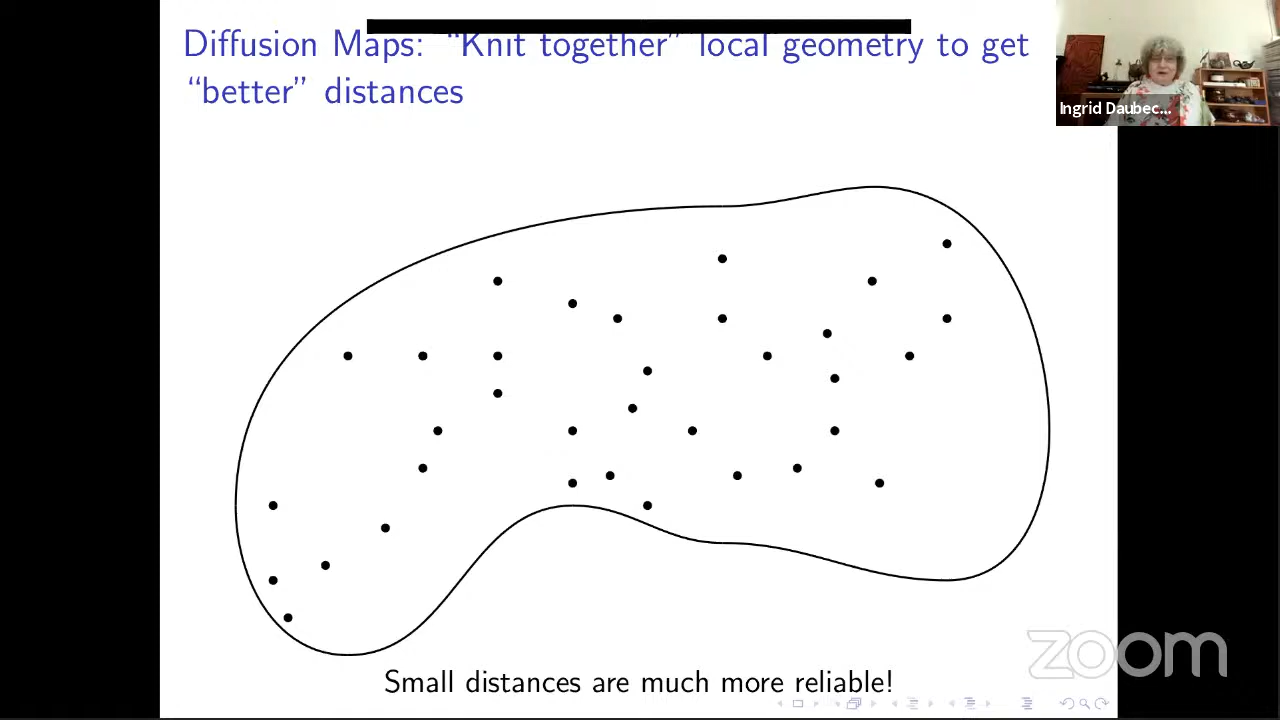 Diffusion Maps: “Knit together” local geometry to get
“better” distances
Ingrid Daubec...
Small distances are much more reliable!
zoom